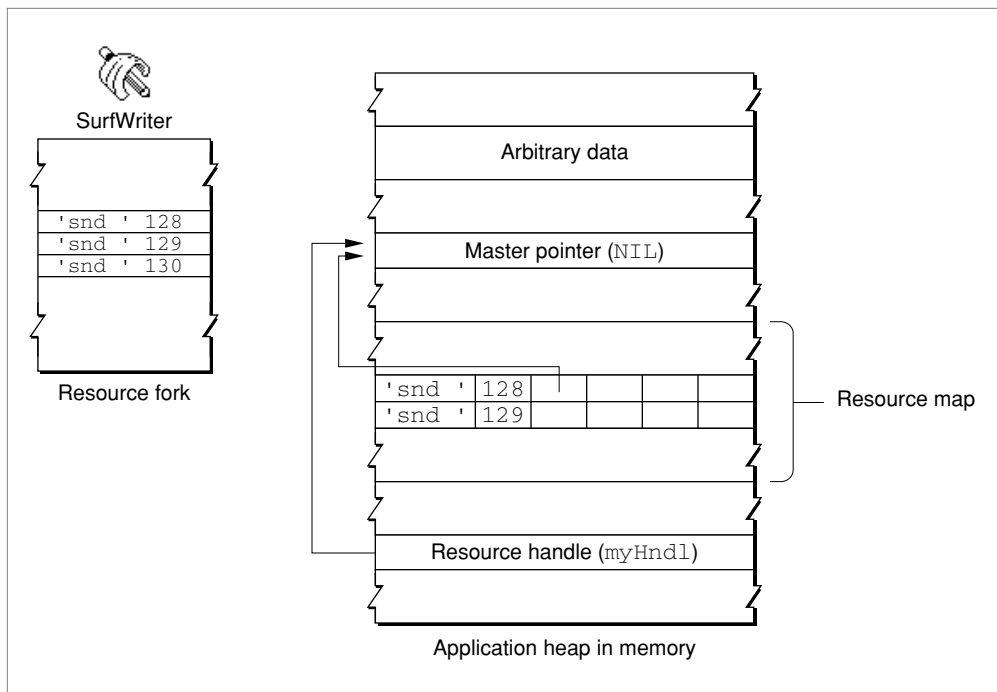 SurfWriter
'snd ' 128
'snd ' 129
'snd ' 130
Resource fork
Arbitrary data
Master pointer (NIL)
'snd ' 128
'snd ' 129
Resource map
Resource handle (myHndl)
Application heap in memory